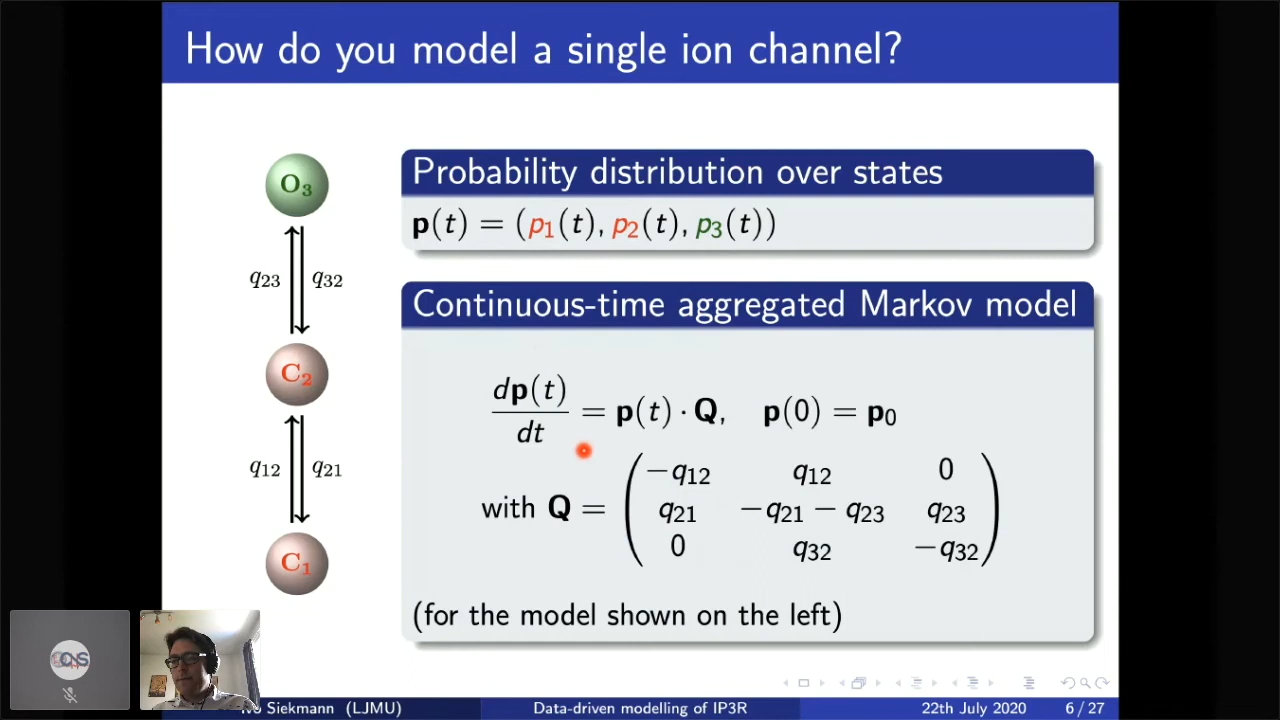 How do you model a single ion channel?
O₃
q₂₃ q₃₂
C₂
q₁₂ q₂₁
C₁
Probability distribution over states
p(t) = (p₁(t), p₂(t), p₃(t))
Continuous-time aggregated Markov model
dp(t)/dt = p(t) · Q, p(0) = p₀
with Q = ( −q₁₂ q₁₂ 0
q₂₁ −q₂₁ − q₂₃ q₂₃
0 q₃₂ −q₃₂ )
(for the model shown on the left)
Siekmann (LJMU) Data-driven modelling of IP3R 22th July 2020 6 / 27